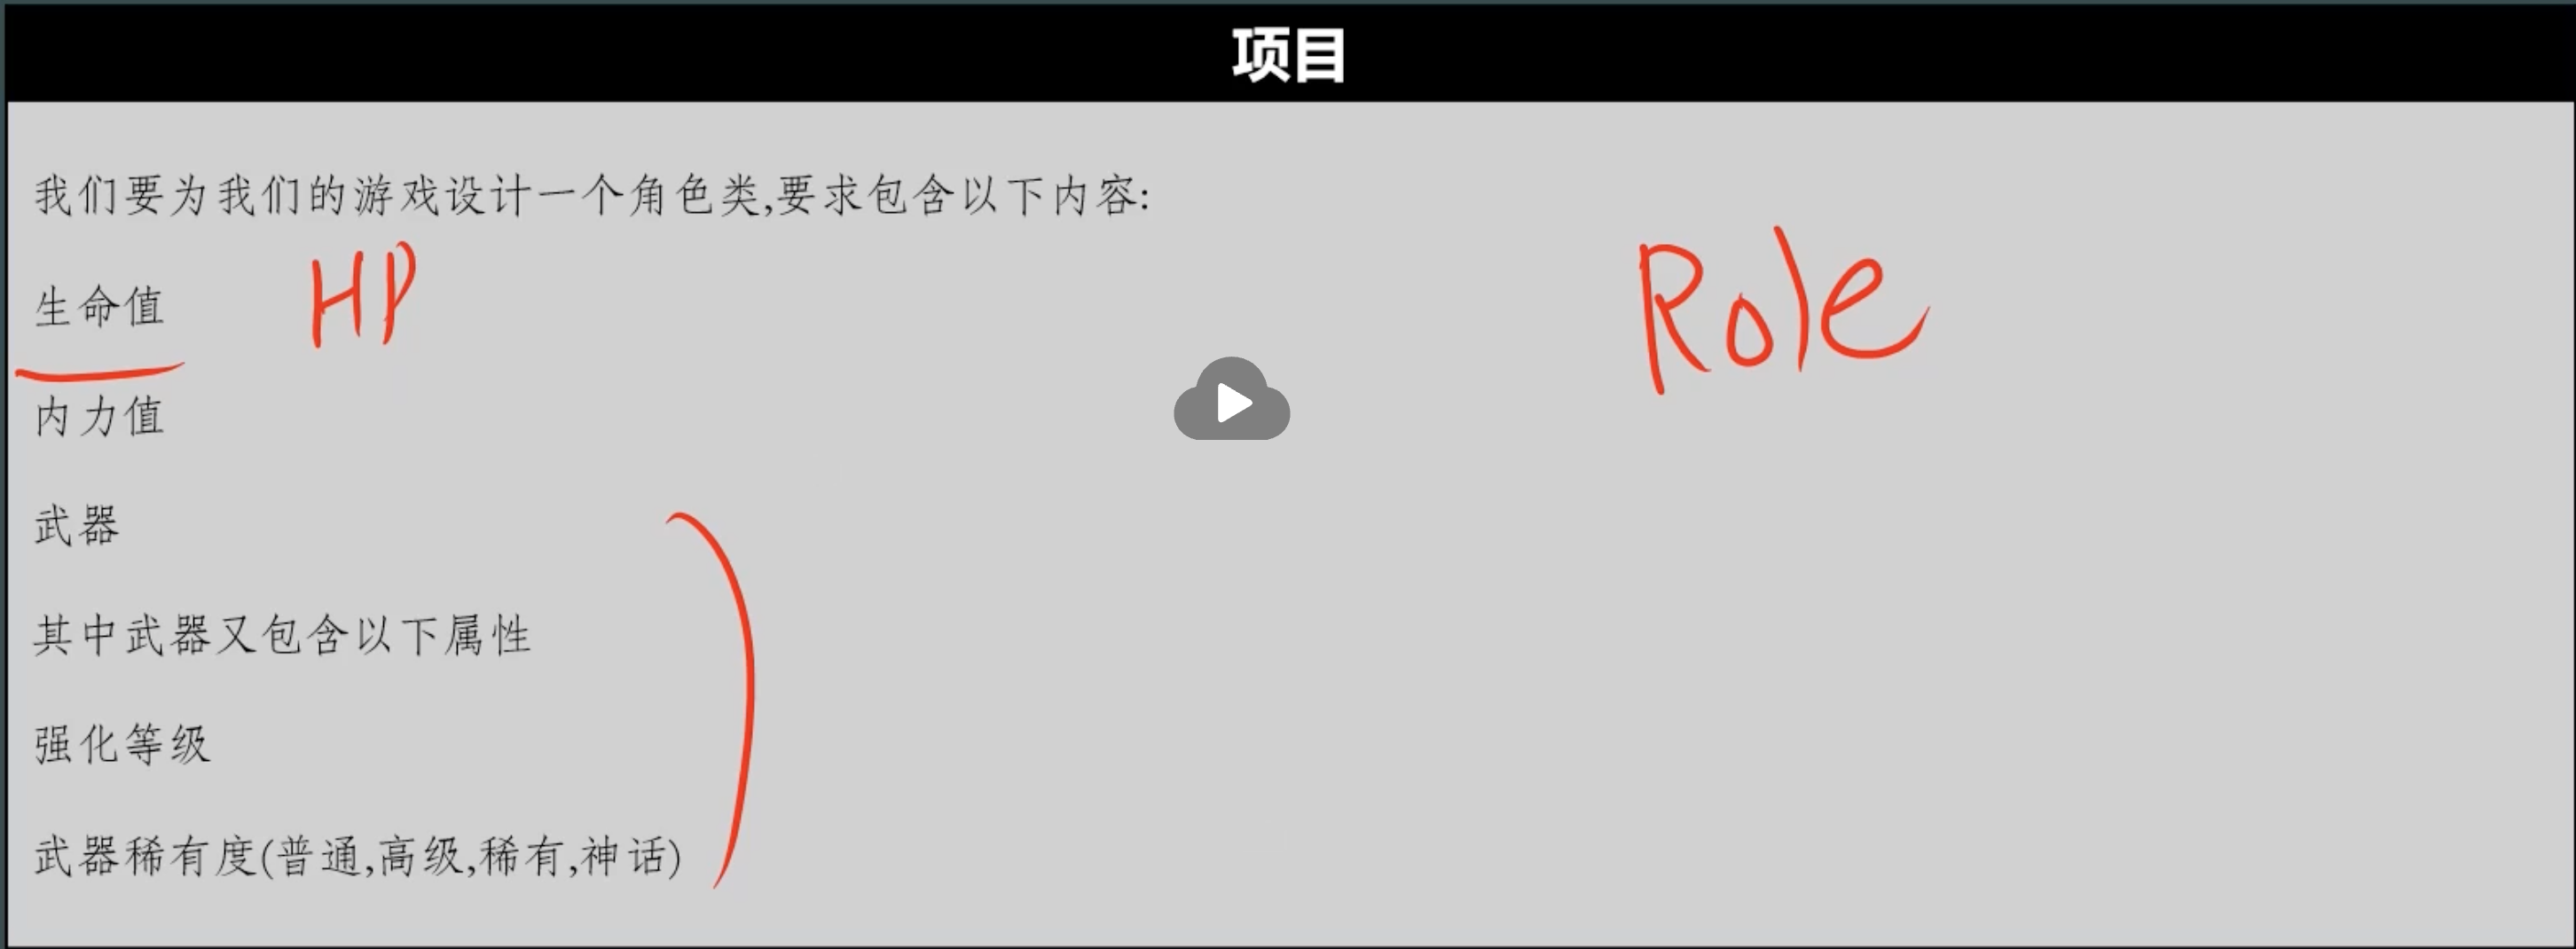 项目
我们要为我们的游戏设计一个角色类,要求包含以下内容:
生命值 HP
Role
内力值
武器
其中武器又包含以下属性
强化等级
武器稀有度(普通,高级,稀有,神话)